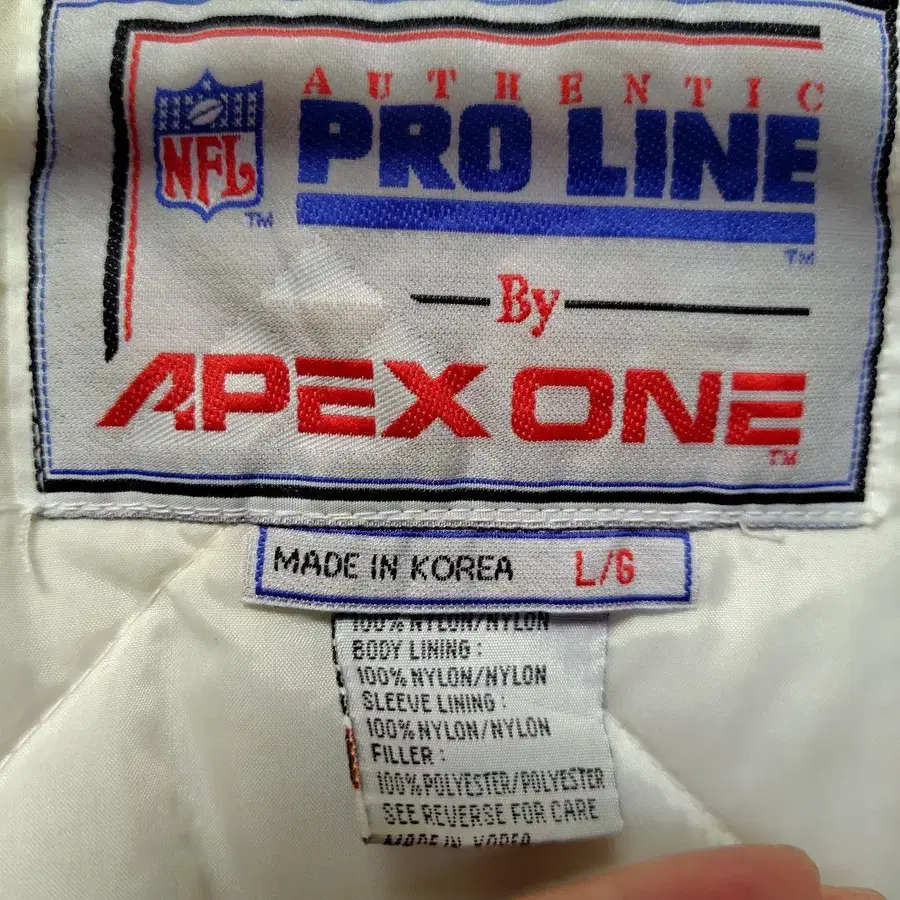 AUTHENTIC
NFL
PRO LINE
TM
TM
By
APEX ONE
TM
MADE IN KOREA L/G
100% NYLON/NYLON
BODY LINING :
100% NYLON/NYLON
SLEEVE LINING :
100% NYLON/NYLON
FILLER :
100% POLYESTER/POLYESTER
SEE REVERSE FOR CARE
MADE IN KOREA